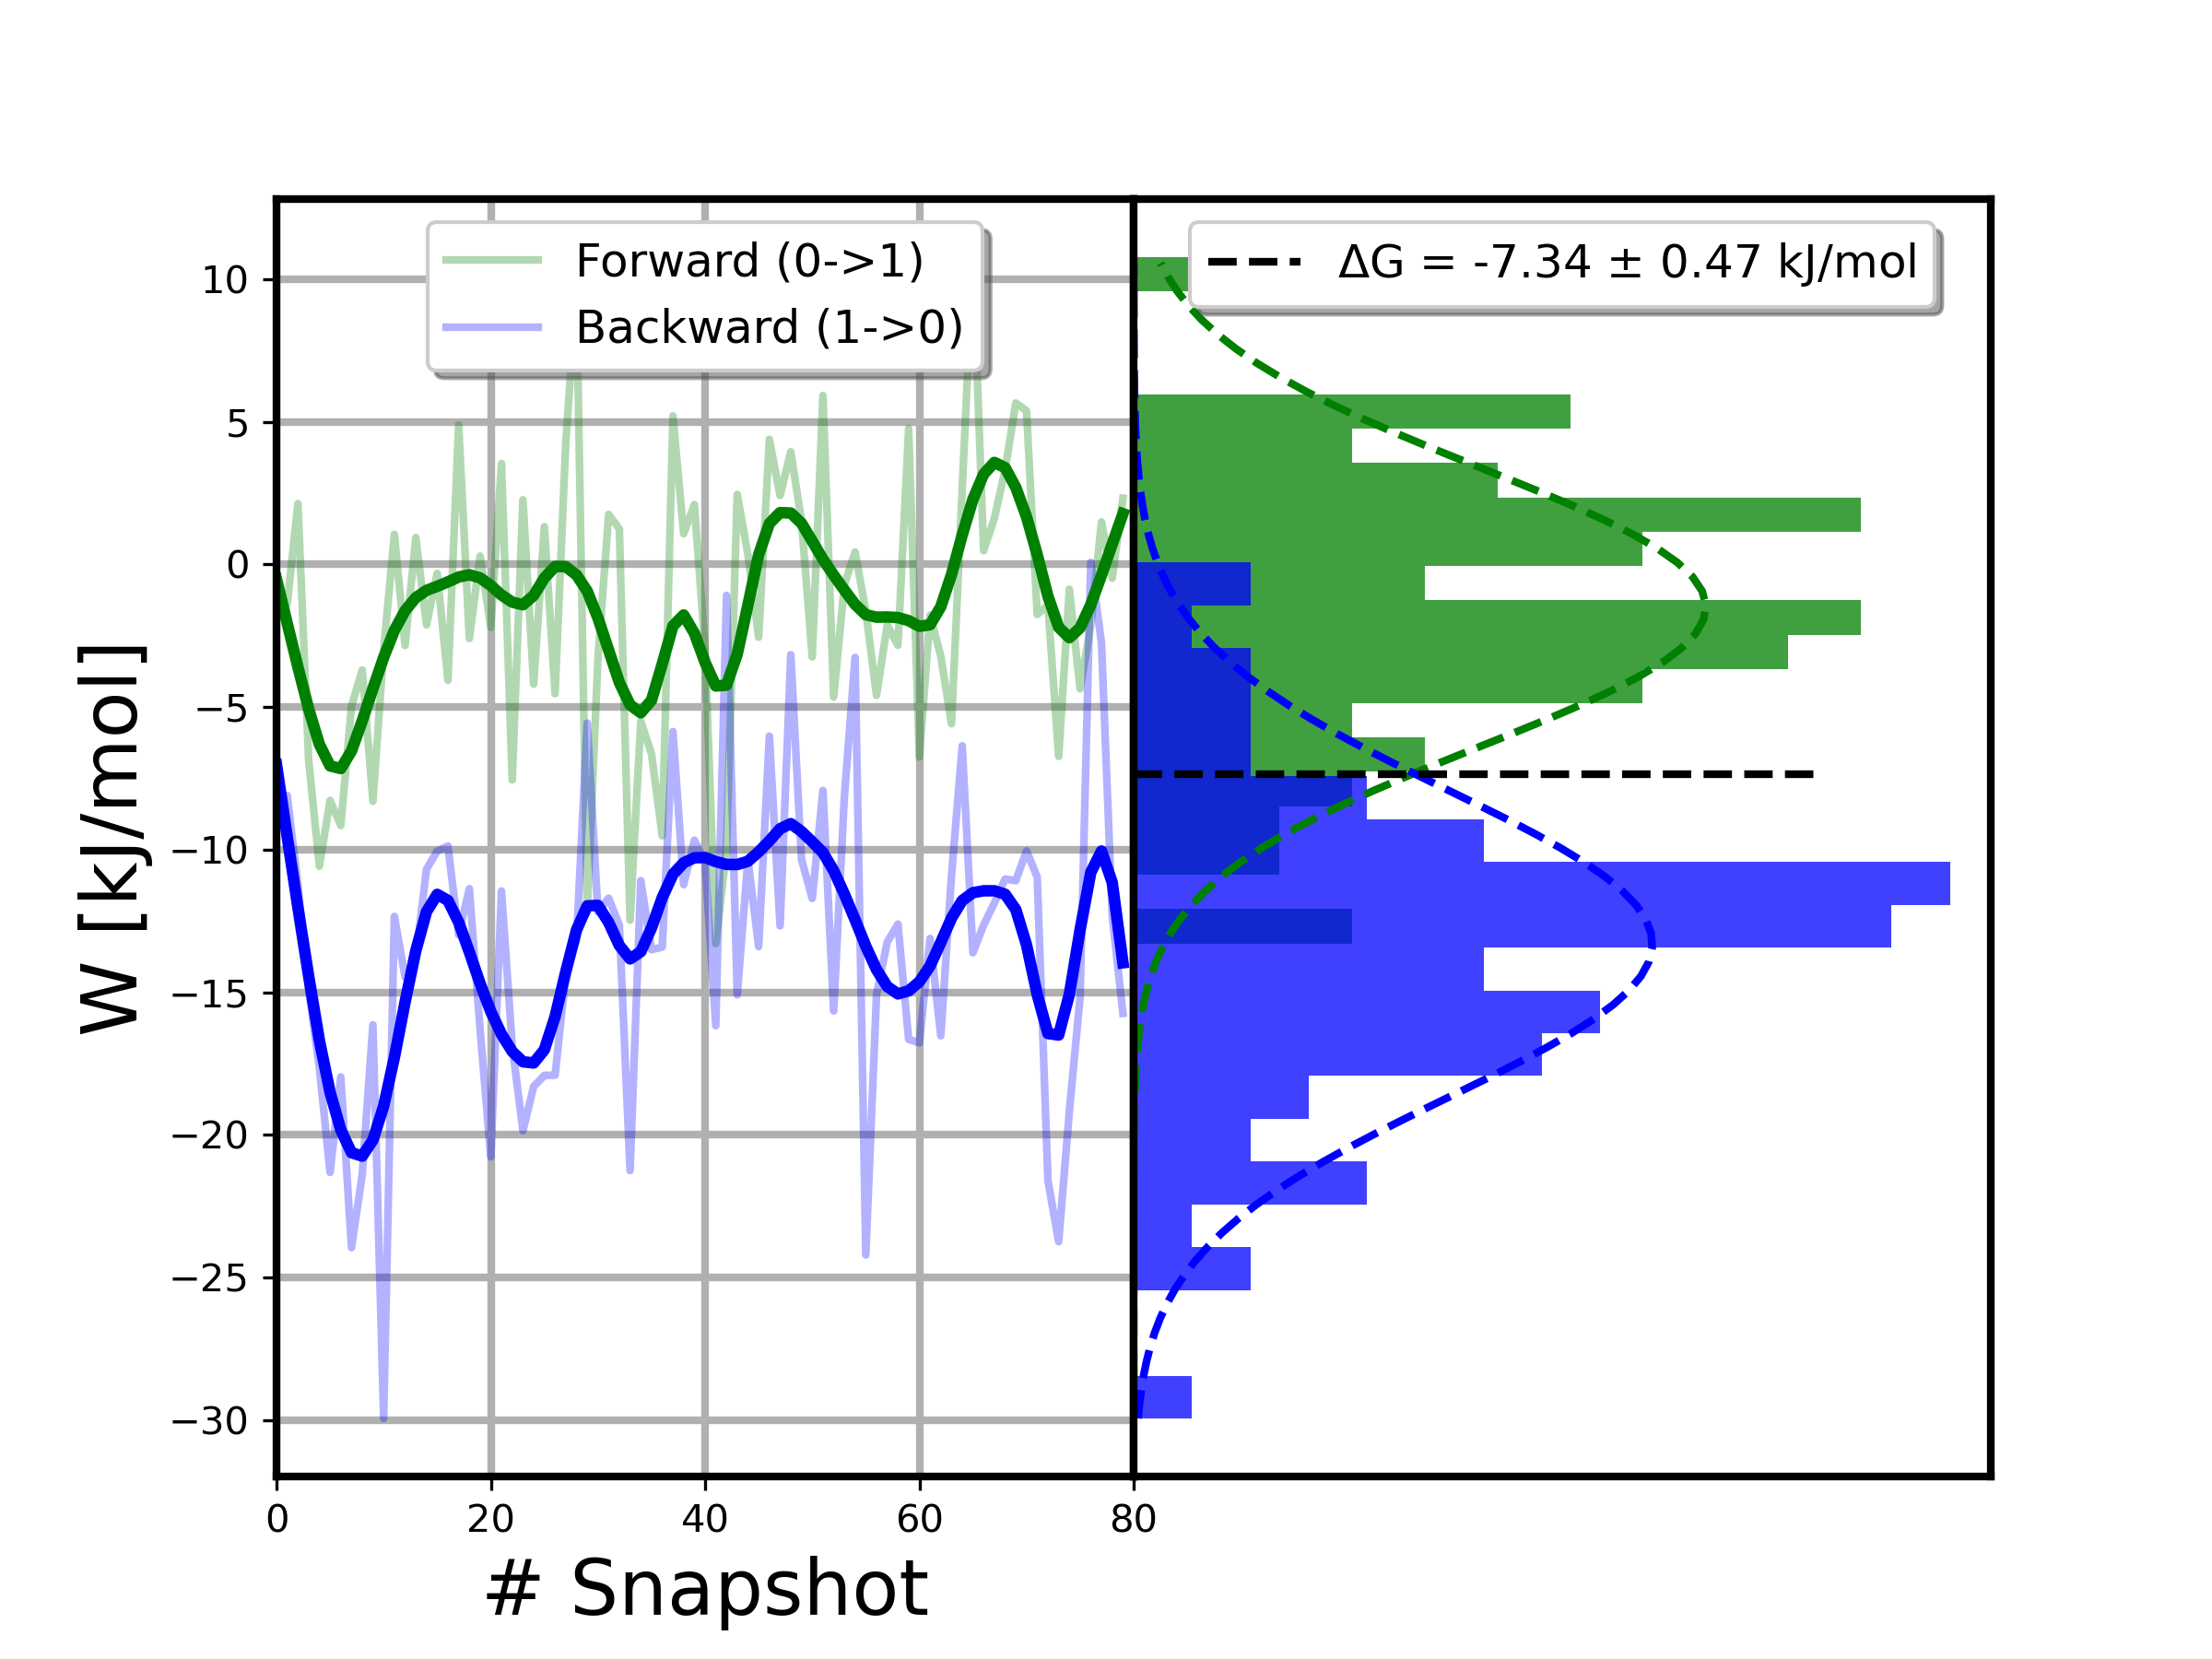 Forward (0->1)
Backward (1->0)
ΔG = -7.34 ± 0.47 kJ/mol
W [kJ/mol]
10
5
0
−5
−10
−15
−20
−25
−30
0 20 40 60 80
# Snapshot